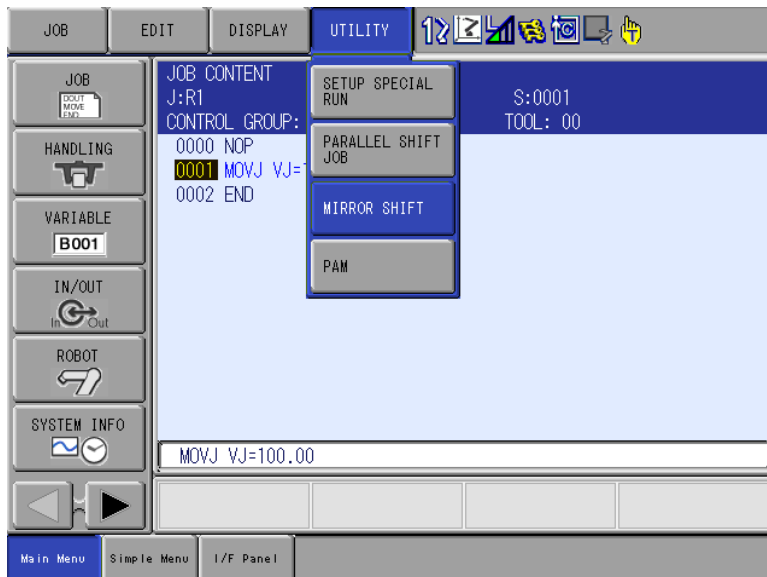 JOB EDIT DISPLAY UTILITY
JOB
DOUT
MOVE
END
HANDLING
VARIABLE
B001
IN/OUT
In Out
ROBOT
SYSTEM INFO
JOB CONTENT
J:R1 S:0001
CONTROL GROUP: TOOL: 00
0000 NOP
0001 MOVJ VJ=
0002 END
SETUP SPECIAL
RUN
PARALLEL SHIFT
JOB
MIRROR SHIFT
PAM
MOVJ VJ=100.00
Main Menu Simple Menu I/F Panel